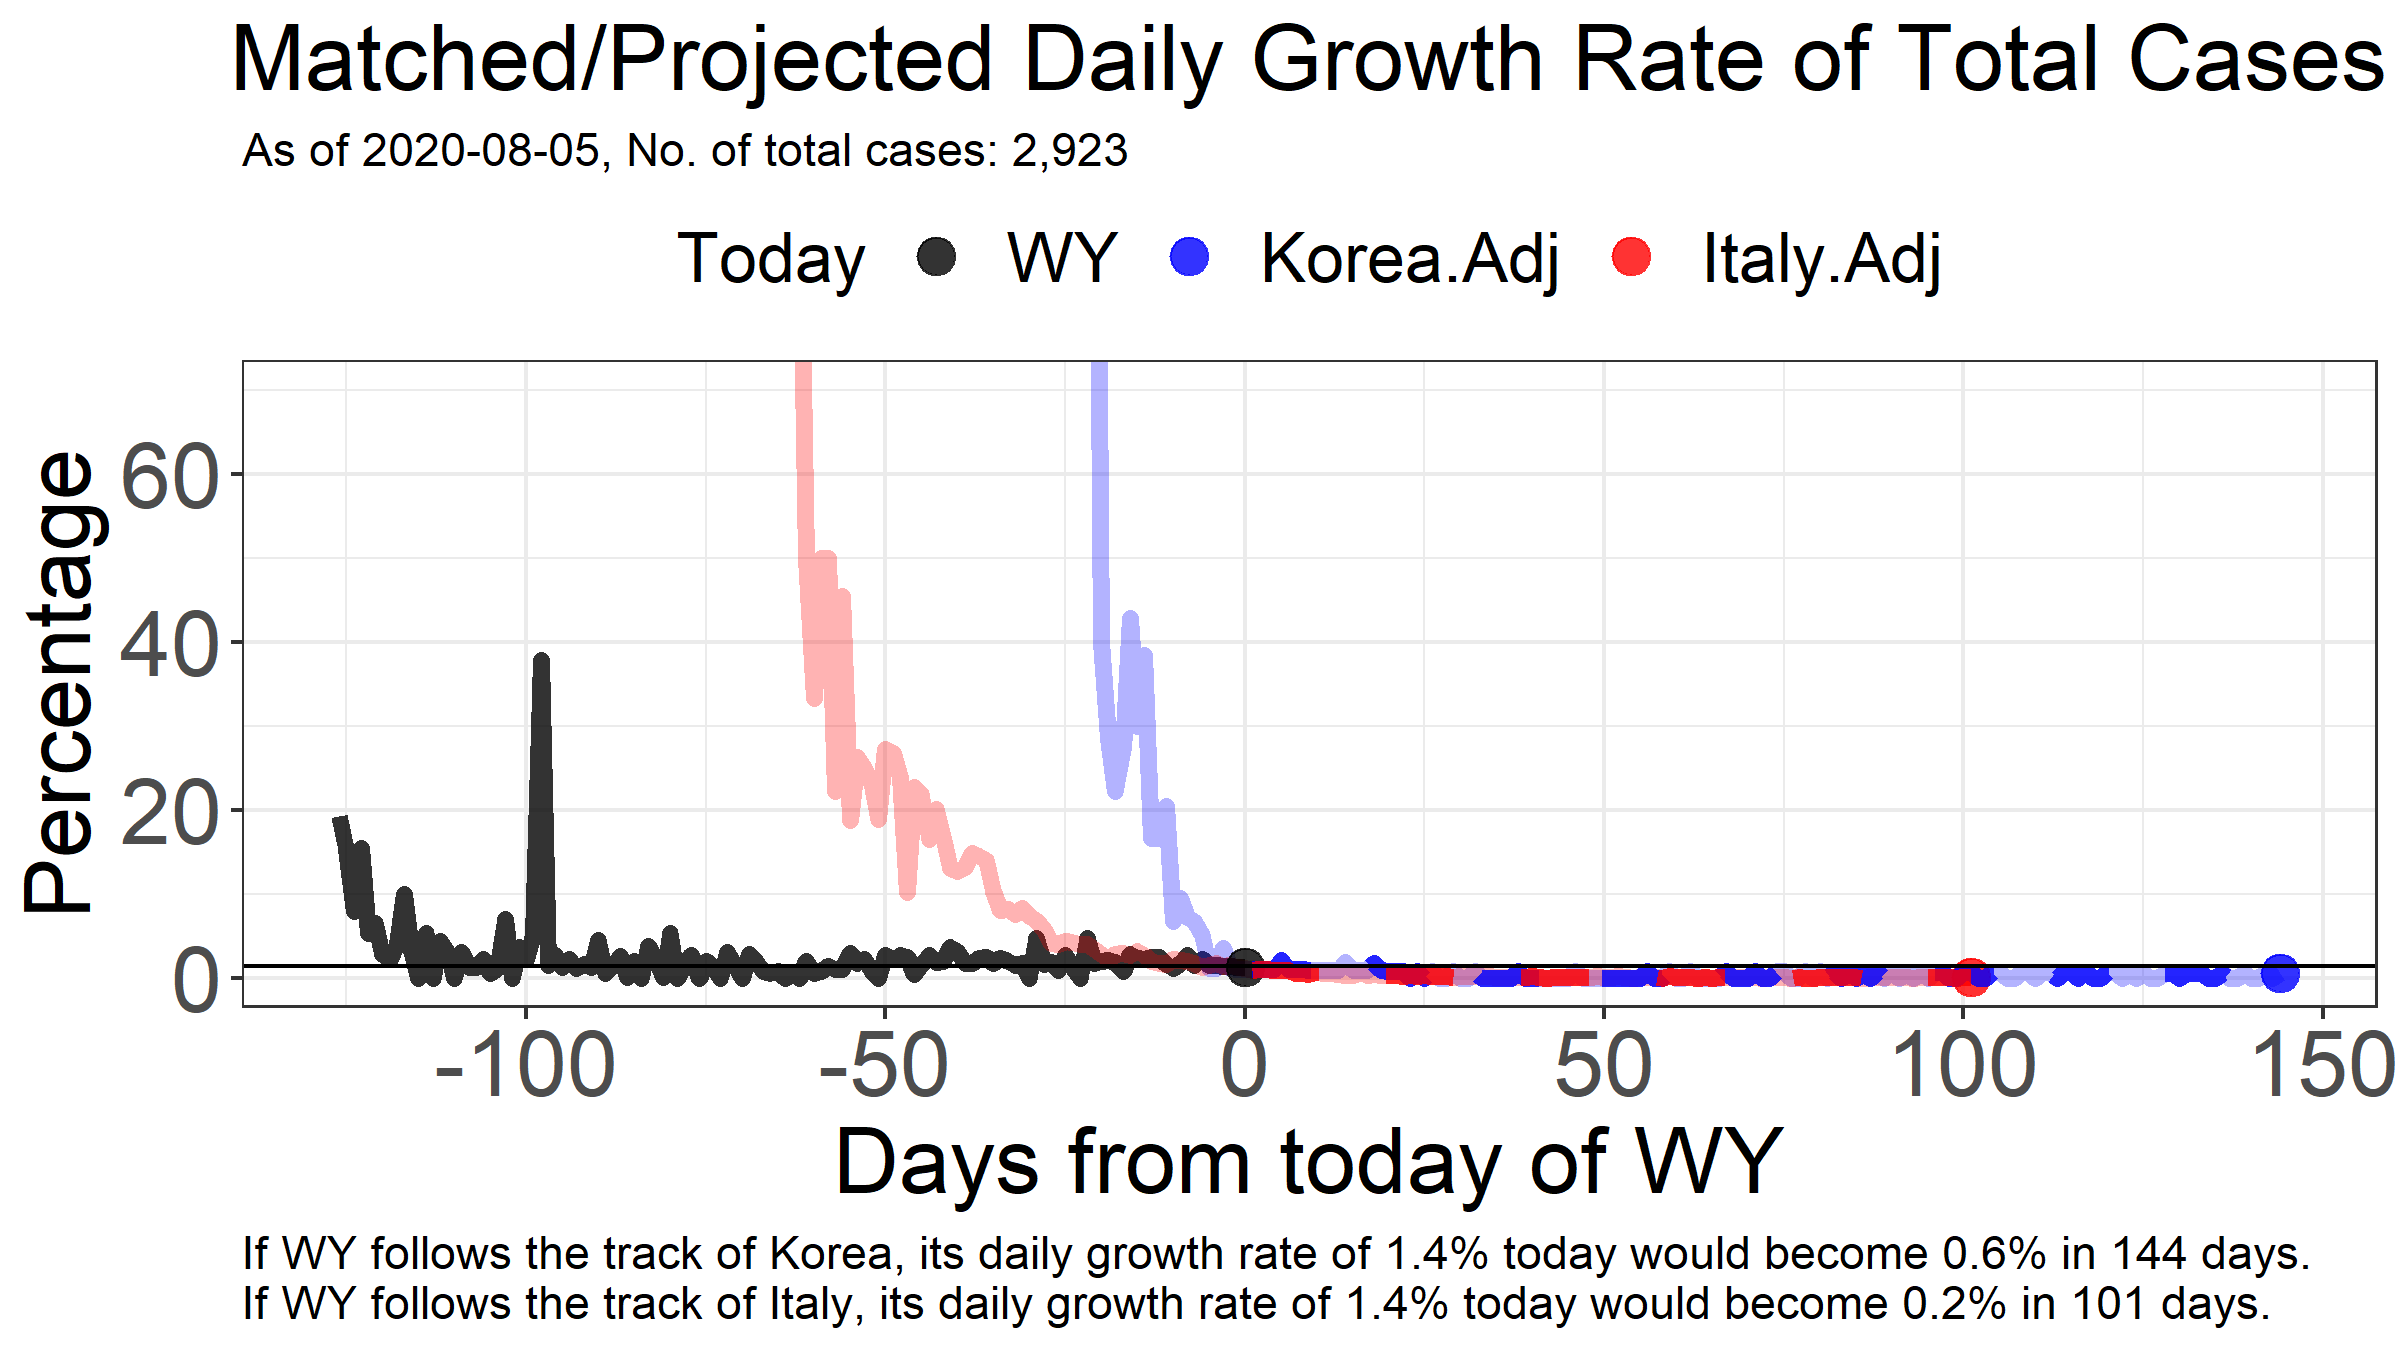 Matched/Projected Daily Growth Rate of Total Cases
As of 2020-08-05, No. of total cases: 2,923
Today WY Korea.Adj Italy.Adj
Percentage
60
40
20
0
-100 -50 0 50 100 150
Days from today of WY
If WY follows the track of Korea, its daily growth rate of 1.4% today would become 0.6% in 144 days.
If WY follows the track of Italy, its daily growth rate of 1.4% today would become 0.2% in 101 days.